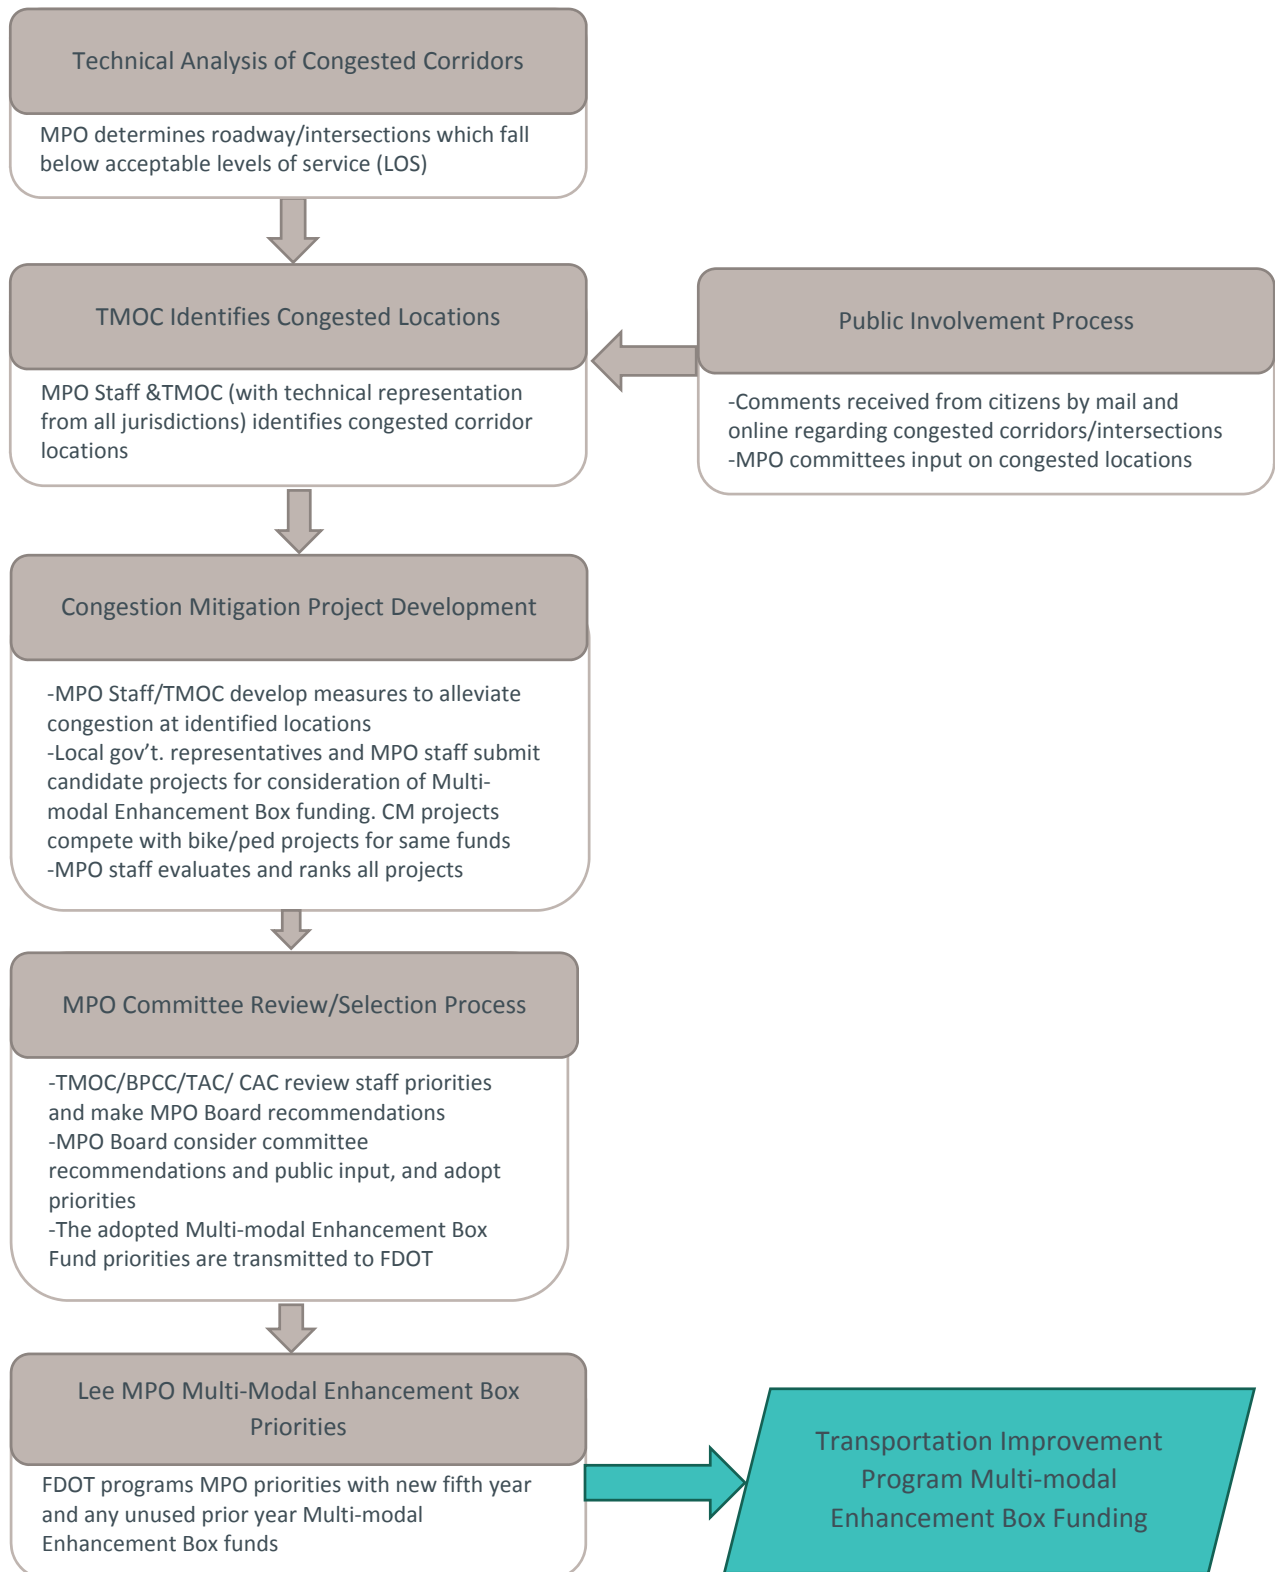 Technical Analysis of Congested Corridors
MPO determines roadway/intersections which fall
below acceptable levels of service (LOS)
TMOC Identifies Congested Locations
MPO Staff &TMOC (with technical representation
from all jurisdictions) identifies congested corridor
locations
Public Involvement Process
-Comments received from citizens by mail and
online regarding congested corridors/intersections
-MPO committees input on congested locations
Congestion Mitigation Project Development
-MPO Staff/TMOC develop measures to alleviate
congestion at identified locations
-Local gov’t. representatives and MPO staff submit
candidate projects for consideration of Multi-
modal Enhancement Box funding. CM projects
compete with bike/ped projects for same funds
-MPO staff evaluates and ranks all projects
MPO Committee Review/Selection Process
-TMOC/BPCC/TAC/ CAC review staff priorities
and make MPO Board recommendations
-MPO Board consider committee
recommendations and public input, and adopt
priorities
-The adopted Multi-modal Enhancement Box
Fund priorities are transmitted to FDOT
Lee MPO Multi-Modal Enhancement Box
Priorities
FDOT programs MPO priorities with new fifth year
and any unused prior year Multi-modal
Enhancement Box funds
Transportation Improvement
Program Multi-modal
Enhancement Box Funding